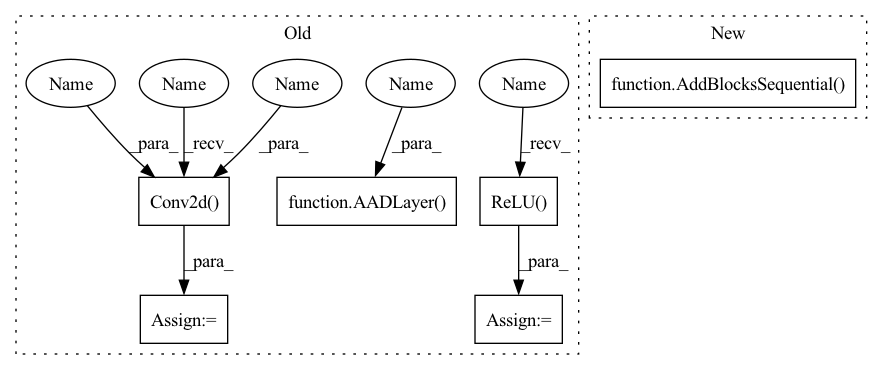 Old
New
Name
Name
Name
Name
Name
function.AddBlocksSequential()
_para_
_recv_
_para_
_para_
_recv_
Conv2d()
function.AADLayer()
ReLU()
_para_
_para_
Assign:=
Assign:=